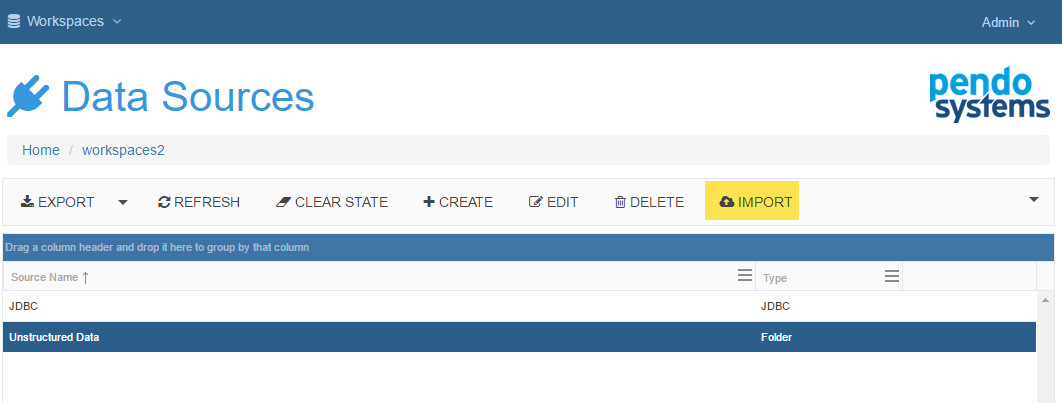 Workspaces
Admin
Data Sources
pendo
systems
Home / workspaces2
EXPORT REFRESH CLEAR STATE CREATE EDIT DELETE IMPORT
Drag a column header and drop it here to group by that column
Source Name ↑ Type
JDBC JDBC
Unstructured Data Folder